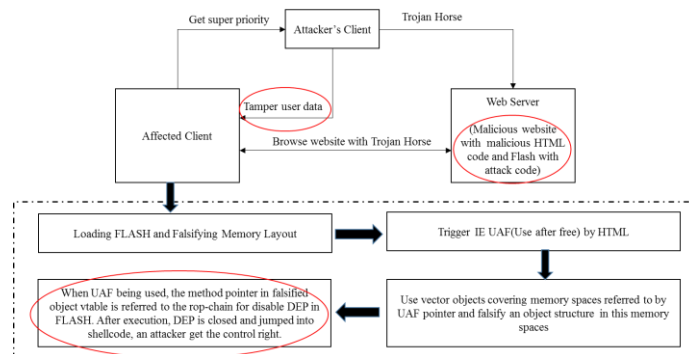 Get super priority
Attacker's Client
Trojan Horse
Tamper user data
Affected Client
Browse website with Trojan Horse
Web Server
(Malicious website
with malicious HTML
code and Flash with
attack code)
Loading FLASH and Falsifying Memory Layout
Trigger IE UAF(Use after free) by HTML
When UAF being used, the method pointer in falsified
object vtable is referred to the rop-chain for disable DEP in
FLASH. After execution, DEP is closed and jumped into
shellcode, an attacker get the control right.
Use vector objects covering memory spaces referred to by
UAF pointer and falsify an object structure in this memory
spaces